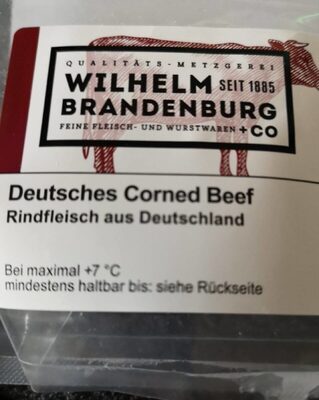 QUALITÄTS-METZGEREI
WILHELM SEIT 1885
BRANDENBURG
FEINE FLEISCH- UND WURSTWAREN +CO
Deutsches Corned Beef
Rindfleisch aus Deutschland
Bei maximal +7 °C
mindestens haltbar bis: siehe Rückseite